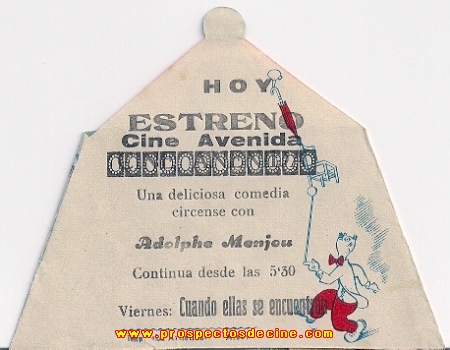 HOY
ESTRENO
Cine Avenida
Una deliciosa comedia
circense con
Adolphe Menjou
Continua desde las 5'30
Viernes: Cuando ellas se encuentran
www.prospectosdecine.com